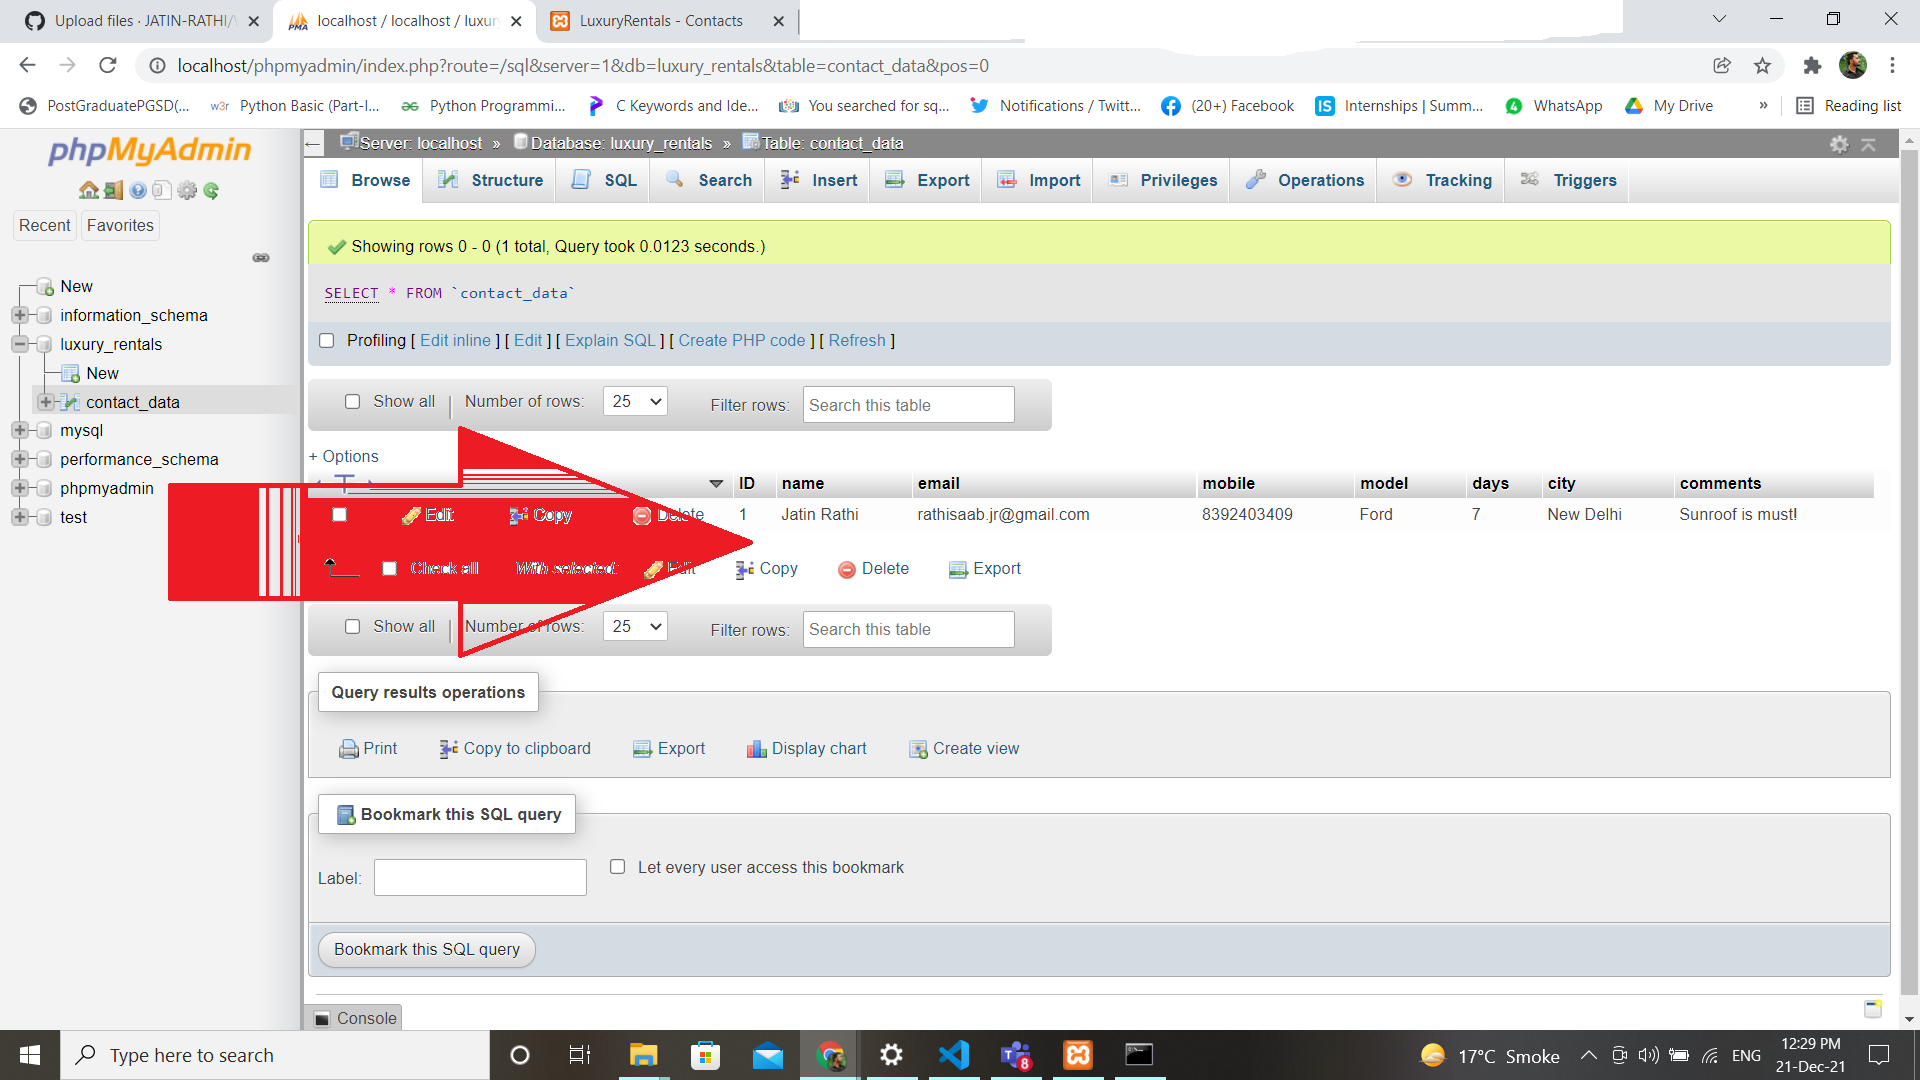 Upload files · JATIN-RATHI/
localhost / localhost / luxur
LuxuryRentals - Contacts
localhost/phpmyadmin/index.php?route=/sql&server=1&db=luxury_rentals&table=contact_data&pos=0
PostGraduatePGSD(...
Python Basic (Part-I...
Python Programmi...
C Keywords and Ide...
You searched for sq...
Notifications / Twitt...
(20+) Facebook
IS Internships | Summ...
4 WhatsApp
My Drive
»
Reading list
phpMyAdmin
Server: localhost » Database: luxury_rentals » Table: contact_data
Browse Structure SQL Search Insert Export Import Privileges Operations Tracking Triggers
Recent Favorites
New
information_schema
luxury_rentals
New
contact_data
mysql
performance_schema
phpmyadmin
test
Showing rows 0 - 0 (1 total, Query took 0.0123 seconds.)
SELECT * FROM `contact_data`
Profiling [ Edit inline ] [ Edit ] [ Explain SQL ] [ Create PHP code ] [ Refresh ]
Show all | Number of rows: 25 Filter rows: Search this table
+ Options
ID name email mobile model days city comments
Edit Copy Delete 1 Jatin Rathi rathisaab.jr@gmail.com 8392403409 Ford 7 New Delhi Sunroof is must!
Check all With selected: Edit Copy Delete Export
Show all | Number of rows: 25 Filter rows: Search this table
Query results operations
Print Copy to clipboard Export Display chart Create view
Bookmark this SQL query
Label: Let every user access this bookmark
Bookmark this SQL query
Console
Type here to search
8
17°C Smoke
ENG
12:29 PM
21-Dec-21